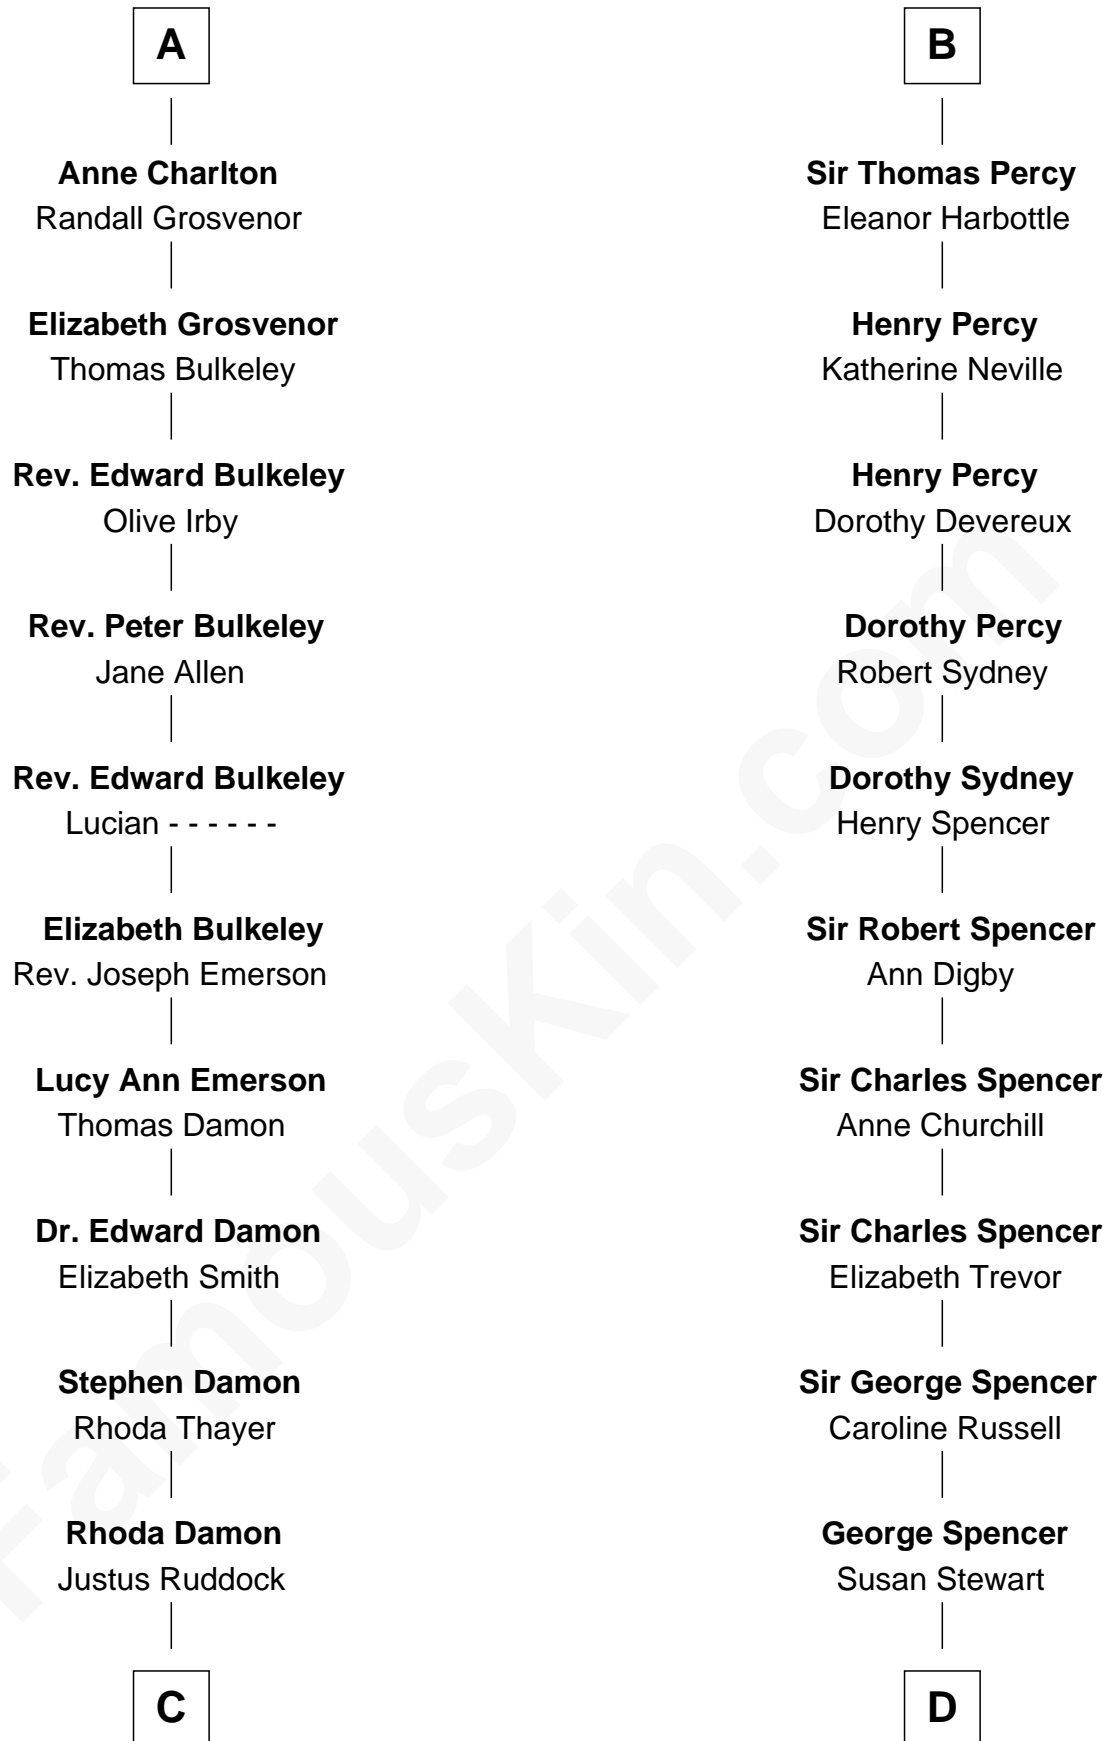 A
Anne Charlton
Randall Grosvenor
Elizabeth Grosvenor
Thomas Bulkeley
Rev. Edward Bulkeley
Olive Irby
Rev. Peter Bulkeley
Jane Allen
Rev. Edward Bulkeley
Lucian - - - - - -
Elizabeth Bulkeley
Rev. Joseph Emerson
Lucy Ann Emerson
Thomas Damon
Dr. Edward Damon
Elizabeth Smith
Stephen Damon
Rhoda Thayer
Rhoda Damon
Justus Ruddock
C
B
Sir Thomas Percy
Eleanor Harbottle
Henry Percy
Katherine Neville
Henry Percy
Dorothy Devereux
Dorothy Percy
Robert Sydney
Dorothy Sydney
Henry Spencer
Sir Robert Spencer
Ann Digby
Sir Charles Spencer
Anne Churchill
Sir Charles Spencer
Elizabeth Trevor
Sir George Spencer
Caroline Russell
George Spencer
Susan Stewart
D
FamousKin.com